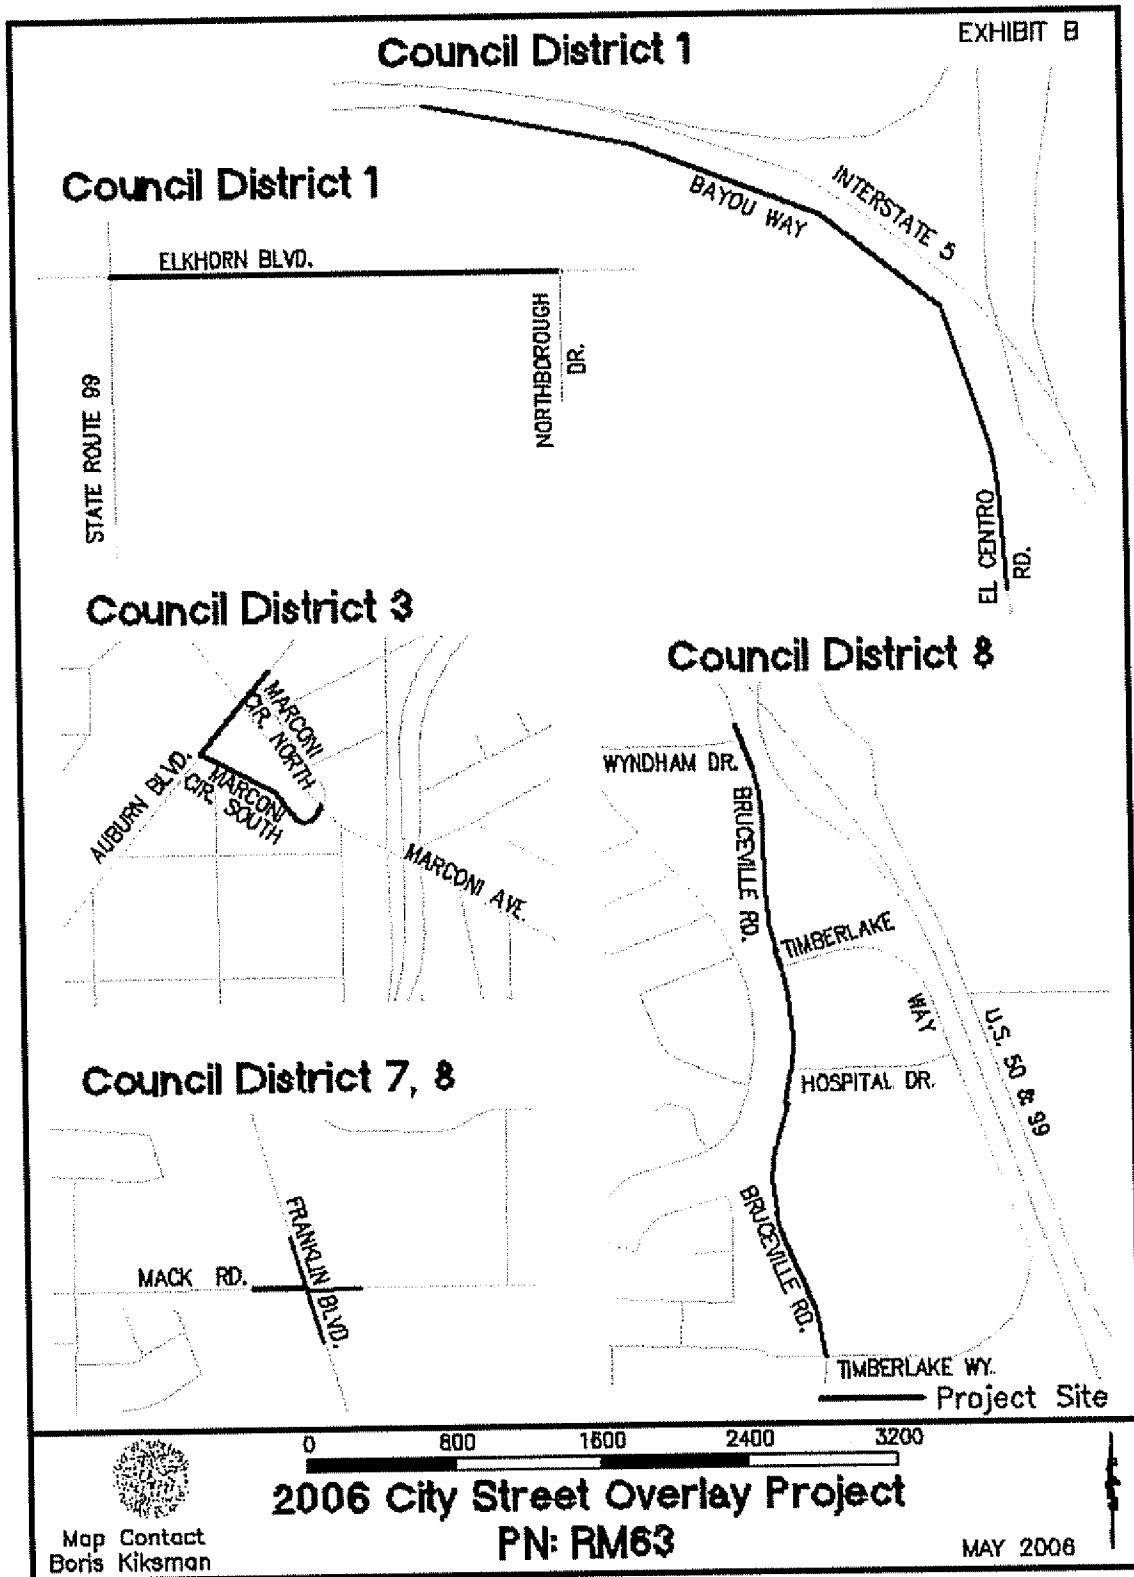 EXHIBIT B
Council District 1
INTERSTATE 5
BAYOU WAY
EL CENTRO
RD.
Council District 1
ELKHORN BLVD.
NORTHBOROUGH
DR.
STATE ROUTE 99
Council District 3
MARCONI
CIR. NORTH
AUBURN BLVD.
MARCONI
CIR. SOUTH
MARCONI AVE.
Council District 8
WYNDHAM DR.
BRUCEVILLE RD.
TIMBERLAKE
WAY
U.S. 50 & 99
HOSPITAL DR.
BRUCEVILLE RD.
TIMBERLAKE WY.
Project Site
Council District 7, 8
FRANKLIN BLVD.
MACK RD.
0 800 1600 2400 3200
2006 City Street Overlay Project
PN: RM63
Map Contact
Boris Kiksman
MAY 2006